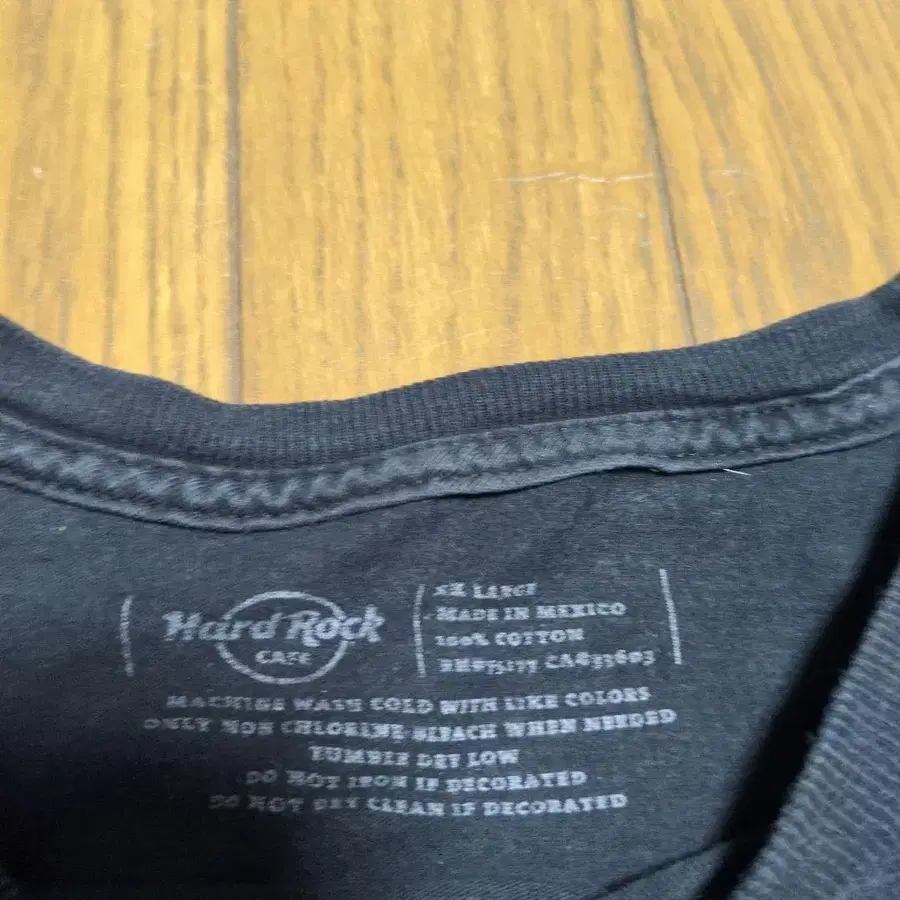 Hard Rock
CAFE
XX LARGE
MADE IN MEXICO
100% COTTON
MACHINE WASH COLD WITH LIKE COLORS
ONLY NON CHLORINE BLEACH WHEN NEEDED
TUMBLE DRY LOW
DO NOT IRON IF DECORATED
DO NOT DRY CLEAN IF DECORATED